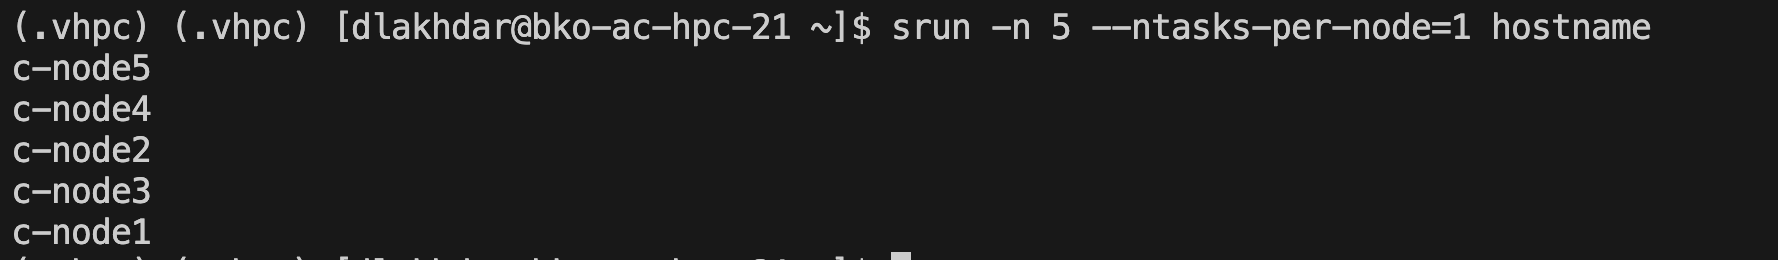 (.vhpc) (.vhpc) [dlakhdar@bko-ac-hpc-21 ~]$ srun -n 5 --ntasks-per-node=1 hostname
c-node5
c-node4
c-node2
c-node3
c-node1